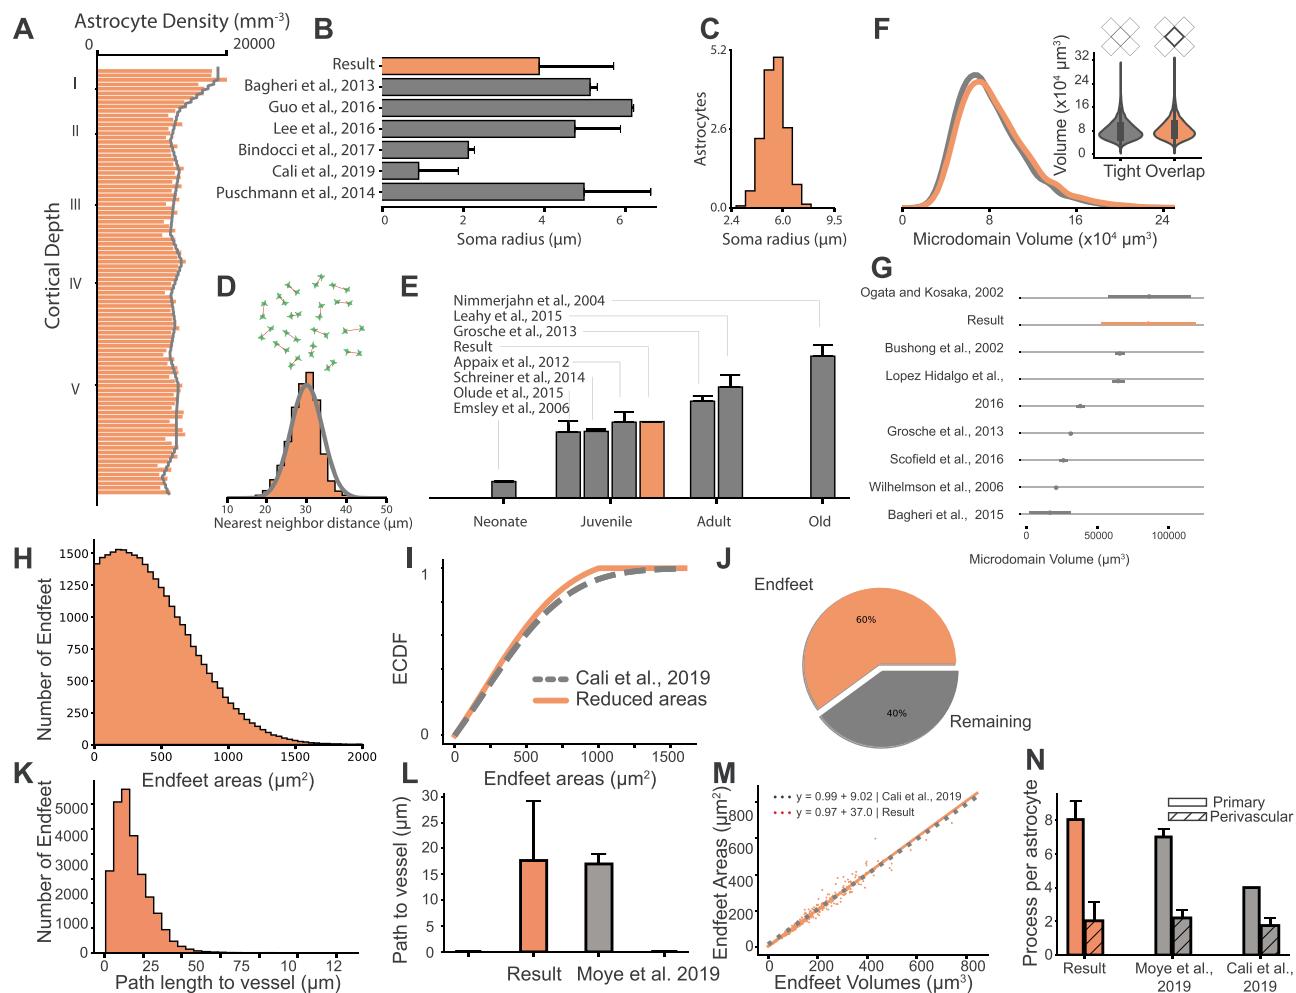 A
Astrocyte Density (mm-3)
0
20000
I
II
III
IV
V
Cortical Depth
B
Result
Bagheri et al., 2013
Guo et al., 2016
Lee et al., 2016
Bindocci et al., 2017
Cali et al., 2019
Puschmann et al., 2014
0 2 4 6
Soma radius (μm)
C
5.2
2.6
0.0
Astrocytes
2.4 6.0 9.5
Soma radius (μm)
F
32
24
16
8
0
Volume (x10⁴ μm³)
Tight Overlap
0 8 16 24
Microdomain Volume (x10⁴ μm³)
D
10 20 30 40 50
Nearest neighbor distance (μm)
E
Nimmerjahn et al., 2004
Leahy et al., 2015
Grosche et al., 2013
Result
Appaix et al., 2012
Schreiner et al., 2014
Olude et al., 2015
Emsley et al., 2006
Neonate Juvenile Adult Old
G
Ogata and Kosaka, 2002
Result
Bushong et al., 2002
Lopez Hidalgo et al.,
2016
Grosche et al., 2013
Scofield et al., 2016
Wilhelmson et al., 2006
Bagheri et al., 2015
0 50000 100000
Microdomain Volume (μm³)
H
1500
1250
1000
750
500
250
0
Number of Endfeet
0 500 1000 1500 2000
Endfeet areas (μm²)
I
1
0
ECDF
Cali et al., 2019
Reduced areas
0 500 1000 1500
Endfeet areas (μm²)
J
Endfeet
60%
40%
Remaining
K
5000
4000
3000
2000
1000
0
Number of Endfeet
0 25 50 75 10 12
Path length to vessel (μm)
L
30
25
20
15
10
5
0
Path to vessel (μm)
Result Moye et al. 2019
M
y = 0.99 + 9.02 | Cali et al., 2019
y = 0.97 + 37.0 | Result
800
600
400
200
0
Endfeet Areas (μm²)
0 200 400 600 800
Endfeet Volumes (μm³)
N
Primary
Perivascular
8
6
4
2
0
Process per astrocyte
Result Moye et al., 2019 Cali et al., 2019